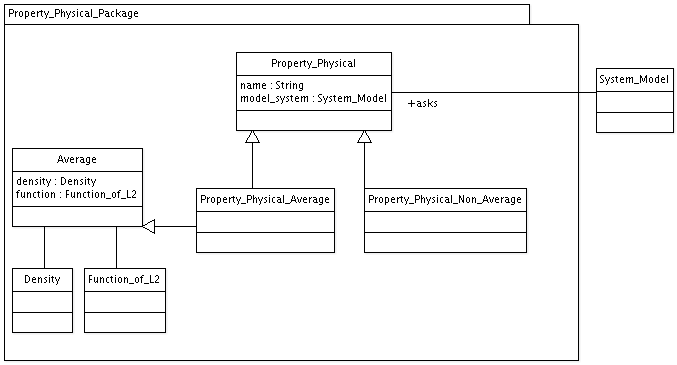 Property_Physical_Package
Property_Physical
name : String
model_system : System_Model
System_Model
+asks
Average
density : Density
function : Function_of_L2
Property_Physical_Average
Property_Physical_Non_Average
Density
Function_of_L2